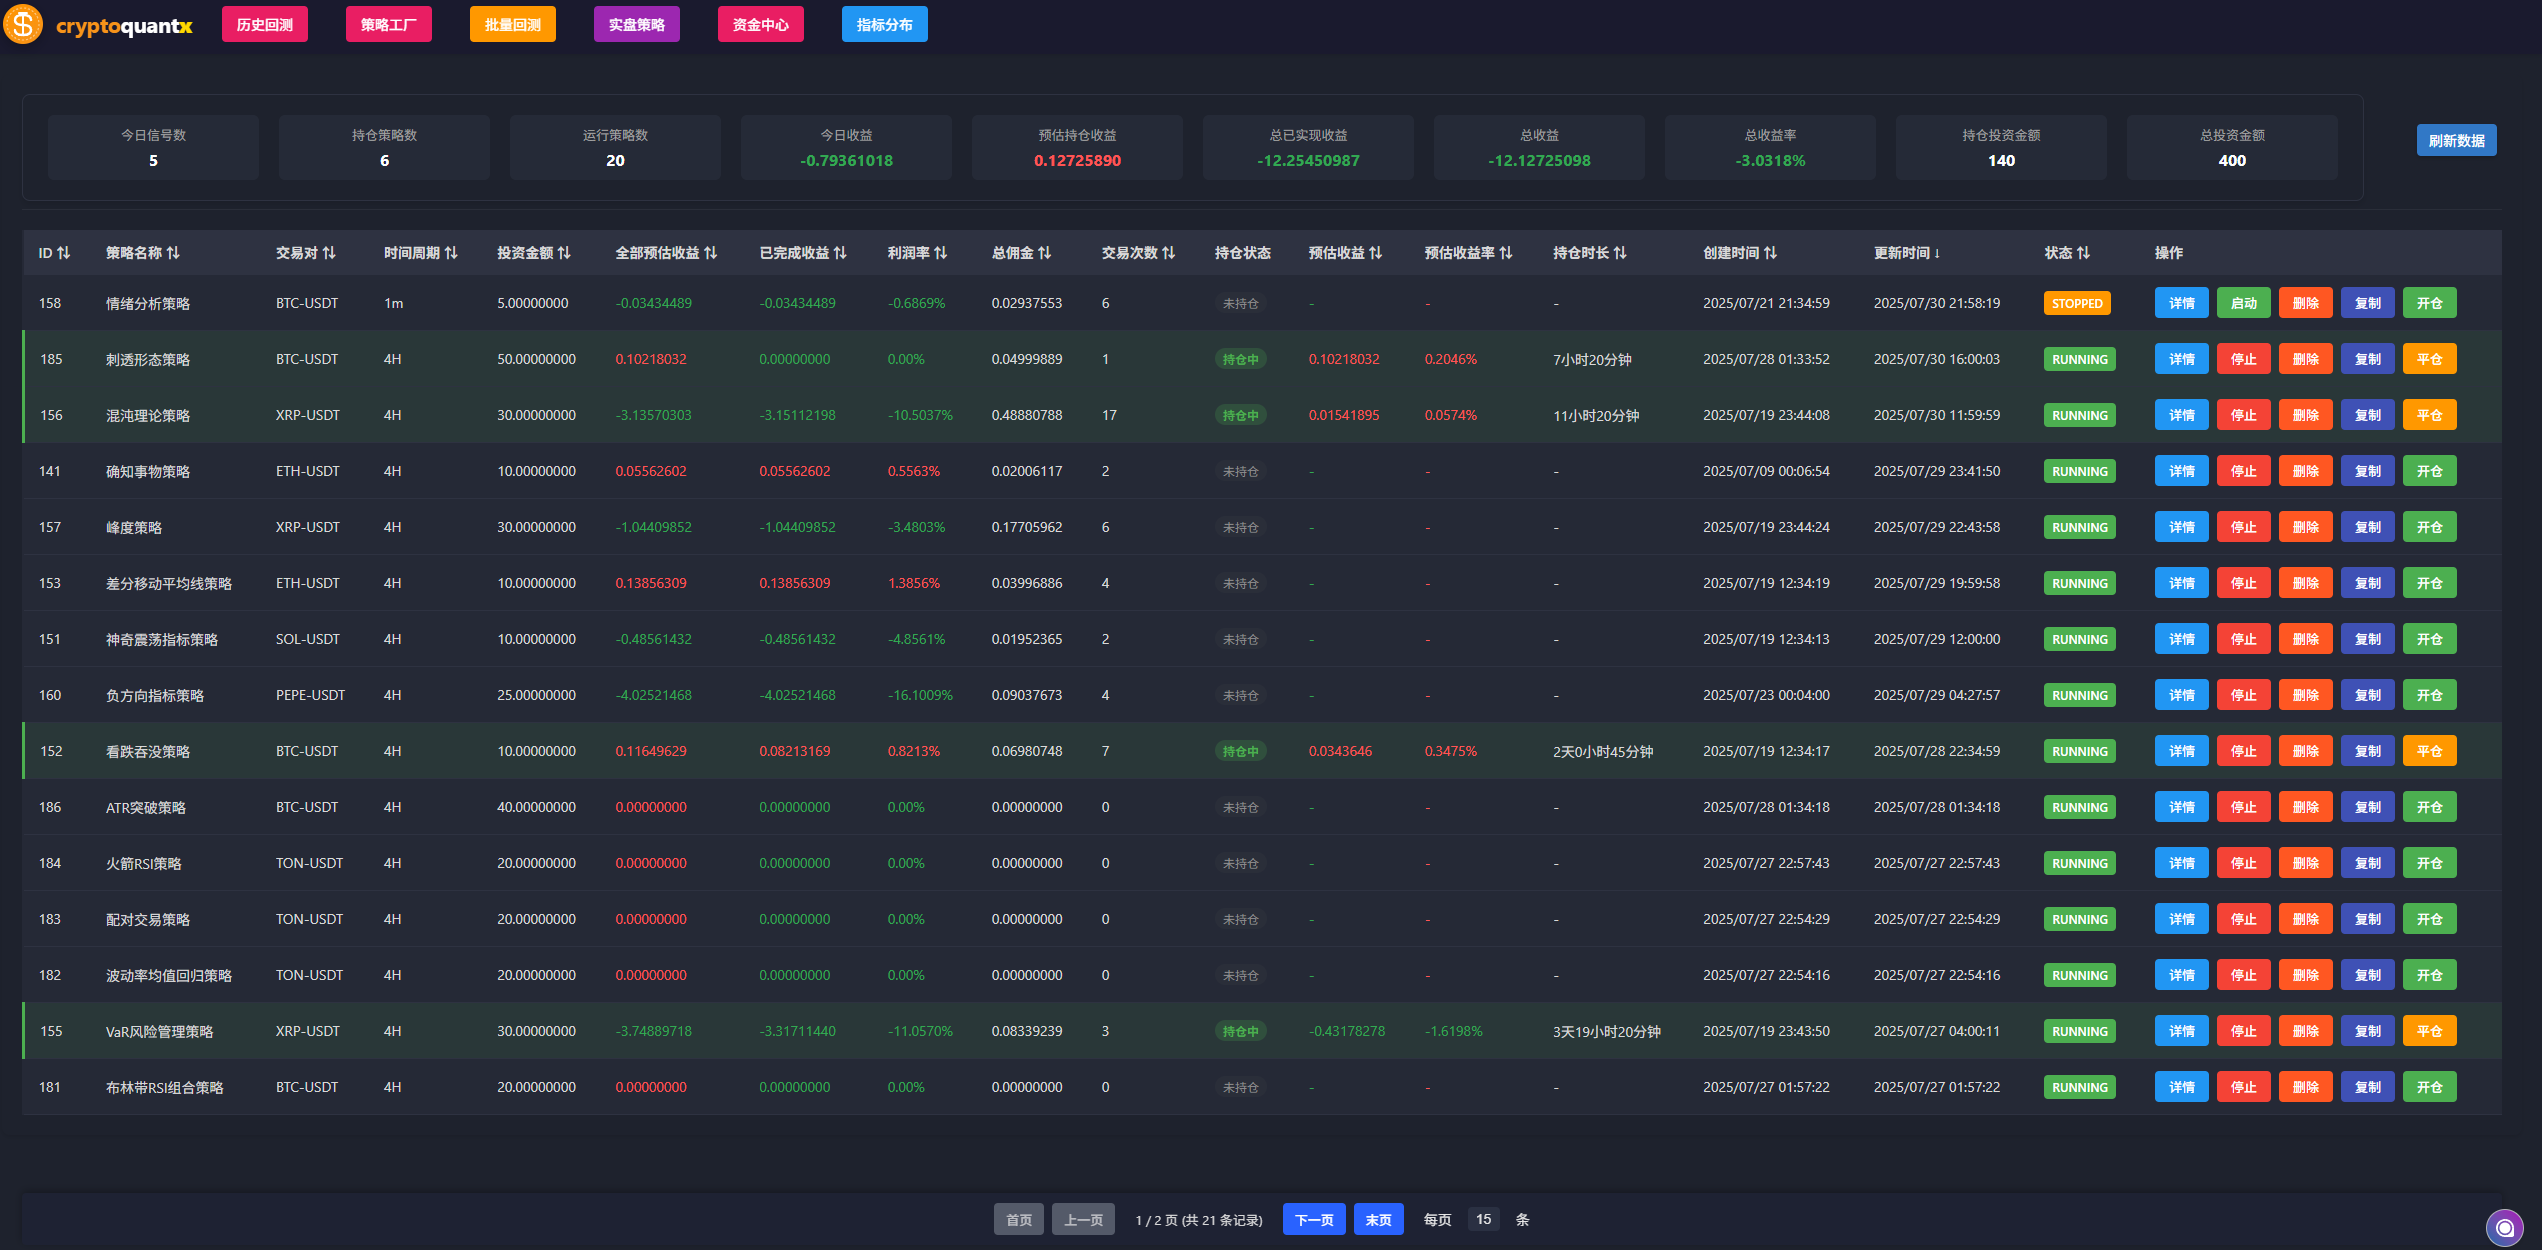 cryptoquantx 历史回测 策略工厂 批量回测 实盘策略 资金中心 指标分布
今日信号数 持仓策略数 运行策略数 今日收益 预估持仓收益 总已实现收益 总收益 总收益率 持仓投资金额 总投资金额
5 6 20 -0.79361018 0.12725890 -12.25450987 -12.12725098 -3.0318% 140 400
刷新数据
ID ↑↓ 策略名称 ↑↓ 交易对 ↑↓ 时间周期 ↑↓ 投资金额 ↑↓ 全部预估收益 ↑↓ 已完成收益 ↑↓ 利润率 ↑↓ 总佣金 ↑↓ 交易次数 ↑↓ 持仓状态 预估收益 ↑↓ 预估收益率 ↑↓ 持仓时长 ↑↓ 创建时间 ↑↓ 更新时间 ↓ 状态 ↑↓ 操作
158 情绪分析策略 BTC-USDT 1m 5.00000000 -0.03434489 -0.03434489 -0.6869% 0.02937553 6 未持仓 - - - 2025/07/21 21:34:59 2025/07/30 21:58:19 STOPPED 详情 启动 删除 复制 开仓
185 刺透形态策略 BTC-USDT 4H 50.00000000 0.10218032 0.00000000 0.00% 0.04999889 1 持仓中 0.10218032 0.2046% 7小时20分钟 2025/07/28 01:33:52 2025/07/30 16:00:03 RUNNING 详情 停止 删除 复制 平仓
156 混沌理论策略 XRP-USDT 4H 30.00000000 -3.13570303 -3.15112198 -10.5037% 0.48880788 17 持仓中 0.01541895 0.0574% 11小时20分钟 2025/07/19 23:44:08 2025/07/30 11:59:59 RUNNING 详情 停止 删除 复制 平仓
141 确知事物策略 ETH-USDT 4H 10.00000000 0.05562602 0.05562602 0.5563% 0.02006117 2 未持仓 - - - 2025/07/09 00:06:54 2025/07/29 23:41:50 RUNNING 详情 停止 删除 复制 开仓
157 峰度策略 XRP-USDT 4H 30.00000000 -1.04409852 -1.04409852 -3.4803% 0.17705962 6 未持仓 - - - 2025/07/19 23:44:24 2025/07/29 22:43:58 RUNNING 详情 停止 删除 复制 开仓
153 差分移动平均线策略 ETH-USDT 4H 10.00000000 0.13856309 0.13856309 1.3856% 0.03996886 4 未持仓 - - - 2025/07/19 12:34:19 2025/07/29 19:59:58 RUNNING 详情 停止 删除 复制 开仓
151 神奇震荡指标策略 SOL-USDT 4H 10.00000000 -0.48561432 -0.48561432 -4.8561% 0.01952365 2 未持仓 - - - 2025/07/19 12:34:13 2025/07/29 12:00:00 RUNNING 详情 停止 删除 复制 开仓
160 负方向指标策略 PEPE-USDT 4H 25.00000000 -4.02521468 -4.02521468 -16.1009% 0.09037673 4 未持仓 - - - 2025/07/23 00:04:00 2025/07/29 04:27:57 RUNNING 详情 停止 删除 复制 开仓
152 看跌吞没策略 BTC-USDT 4H 10.00000000 0.11649629 0.08213169 0.8213% 0.06980748 7 持仓中 0.0343646 0.3475% 2天0小时45分钟 2025/07/19 12:34:17 2025/07/28 22:34:59 RUNNING 详情 停止 删除 复制 平仓
186 ATR突破策略 BTC-USDT 4H 40.00000000 0.00000000 0.00000000 0.00% 0.00000000 0 未持仓 - - - 2025/07/28 01:34:18 2025/07/28 01:34:18 RUNNING 详情 停止 删除 复制 开仓
184 火箭RSI策略 TON-USDT 4H 20.00000000 0.00000000 0.00000000 0.00% 0.00000000 0 未持仓 - - - 2025/07/27 22:57:43 2025/07/27 22:57:43 RUNNING 详情 停止 删除 复制 开仓
183 配对交易策略 TON-USDT 4H 20.00000000 0.00000000 0.00000000 0.00% 0.00000000 0 未持仓 - - - 2025/07/27 22:54:29 2025/07/27 22:54:29 RUNNING 详情 停止 删除 复制 开仓
182 波动率均值回归策略 TON-USDT 4H 20.00000000 0.00000000 0.00000000 0.00% 0.00000000 0 未持仓 - - - 2025/07/27 22:54:16 2025/07/27 22:54:16 RUNNING 详情 停止 删除 复制 开仓
155 VaR风险管理策略 XRP-USDT 4H 30.00000000 -3.74889718 -3.31711440 -11.0570% 0.08339239 3 持仓中 -0.43178278 -1.6198% 3天19小时20分钟 2025/07/19 23:43:50 2025/07/27 04:00:11 RUNNING 详情 停止 删除 复制 平仓
181 布林带RSI组合策略 BTC-USDT 4H 20.00000000 0.00000000 0.00000000 0.00% 0.00000000 0 未持仓 - - - 2025/07/27 01:57:22 2025/07/27 01:57:22 RUNNING 详情 停止 删除 复制 开仓
首页 上一页 1 / 2 页 (共 21 条记录) 下一页 末页 每页 15 条